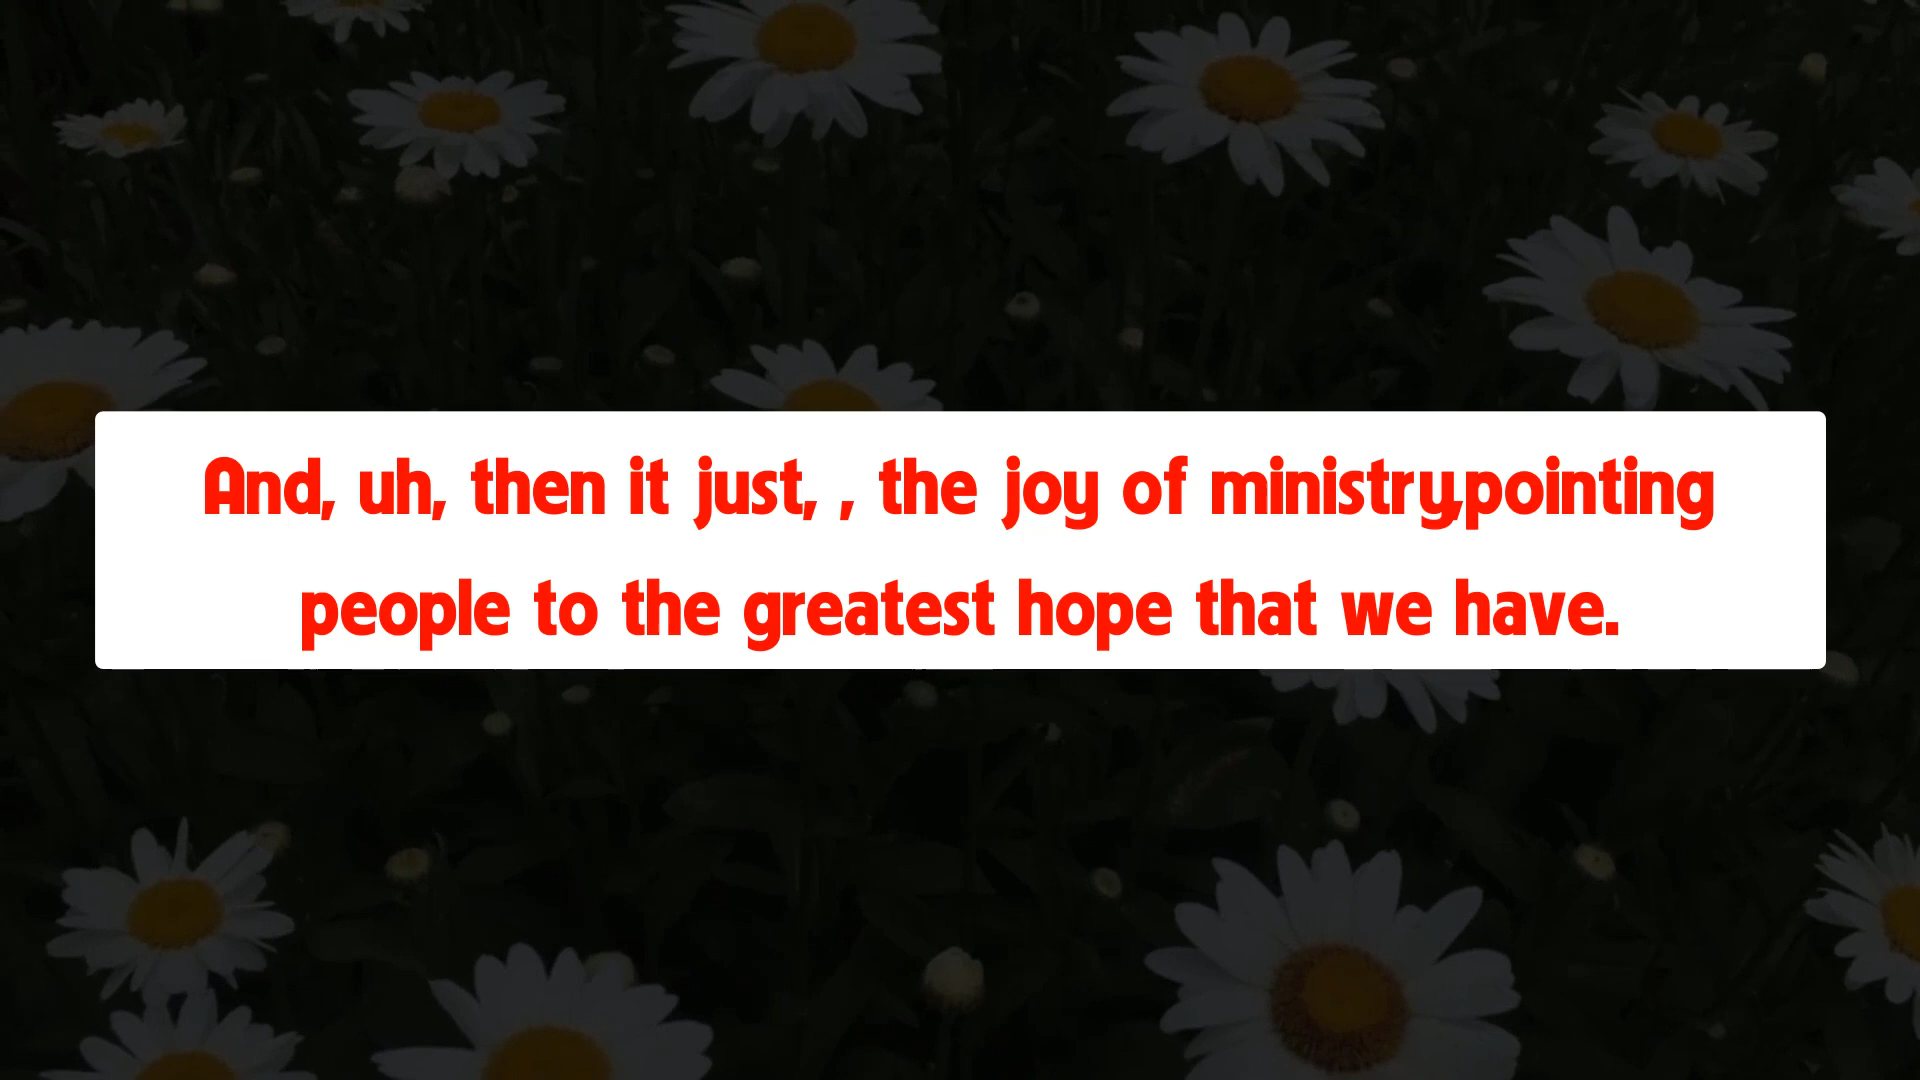 And, uh, then it just, , the joy of ministry,pointing
people to the greatest hope that we have.